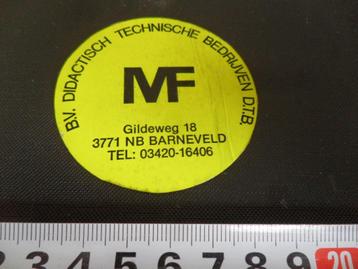 B.V. DIDACTISCH TECHNISCHE BEDRIJVEN D.T.B.
MF
Gildeweg 18
3771 NB BARNEVELD
TEL: 03420-16406
3 4 5 6 7 8 9 20